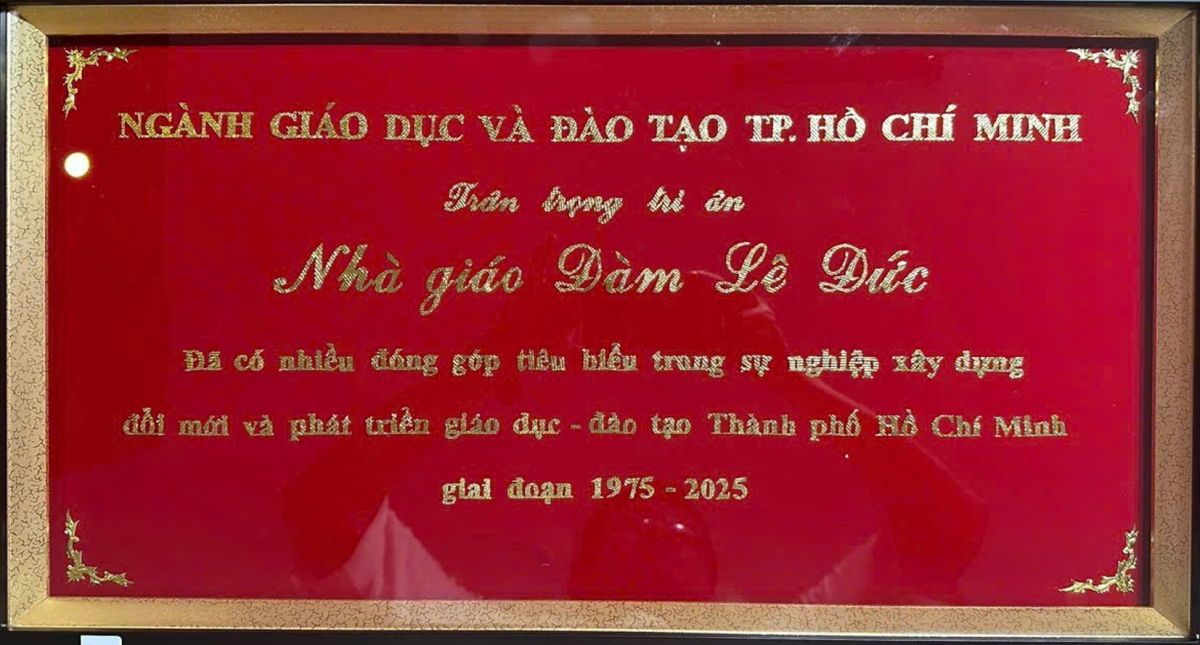 NGÀNH GIÁO DỤC VÀ ĐÀO TẠO TP. HỒ CHÍ MINH
Trân trọng tri ân
Nhà giáo Đàm Lê Đức
Đã có nhiều đóng góp tiêu biểu trong sự nghiệp xây dựng
đổi mới và phát triển giáo dục - đào tạo Thành phố Hồ Chí Minh
giai đoạn 1975 - 2025